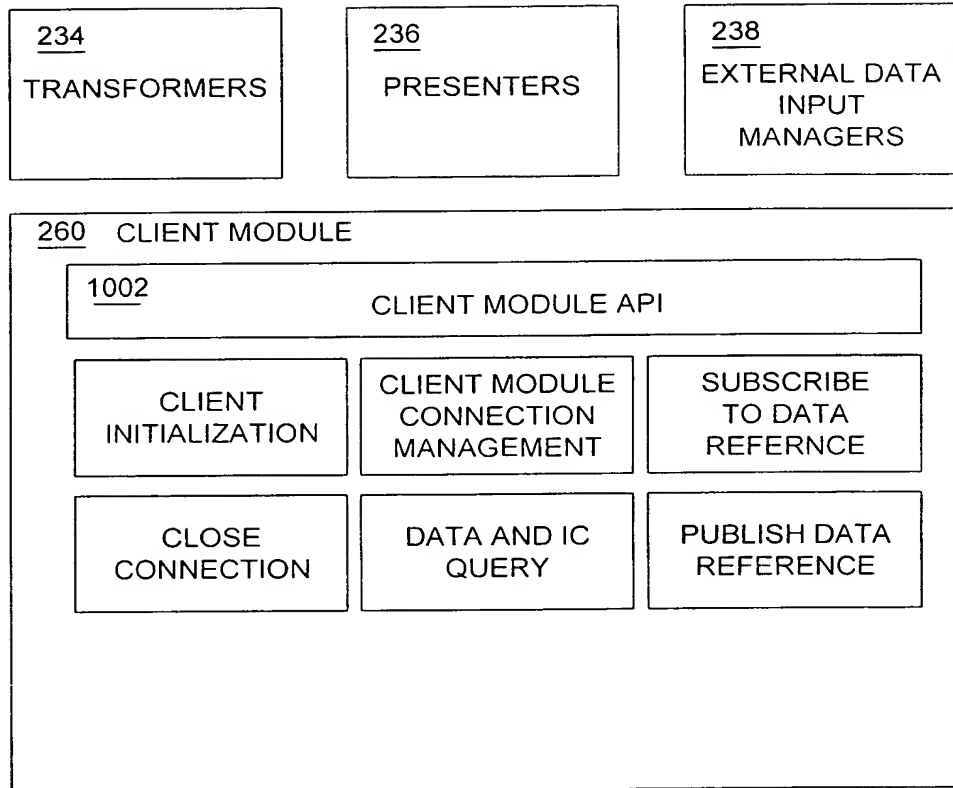 234
TRANSFORMERS
236
PRESENTERS
238
EXTERNAL DATA
INPUT
MANAGERS
260 CLIENT MODULE
1002
CLIENT MODULE API
CLIENT
INITIALIZATION
CLIENT MODULE
CONNECTION
MANAGEMENT
SUBSCRIBE
TO DATA
REFERNCE
CLOSE
CONNECTION
DATA AND IC
QUERY
PUBLISH DATA
REFERENCE